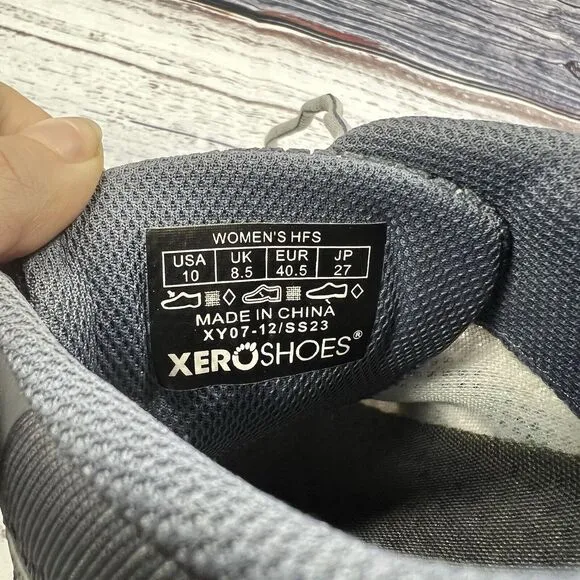 WOMEN'S HFS
USA UK EUR JP
10 8.5 40.5 27
MADE IN CHINA
XY07-12/SS23
XEROSHOES®